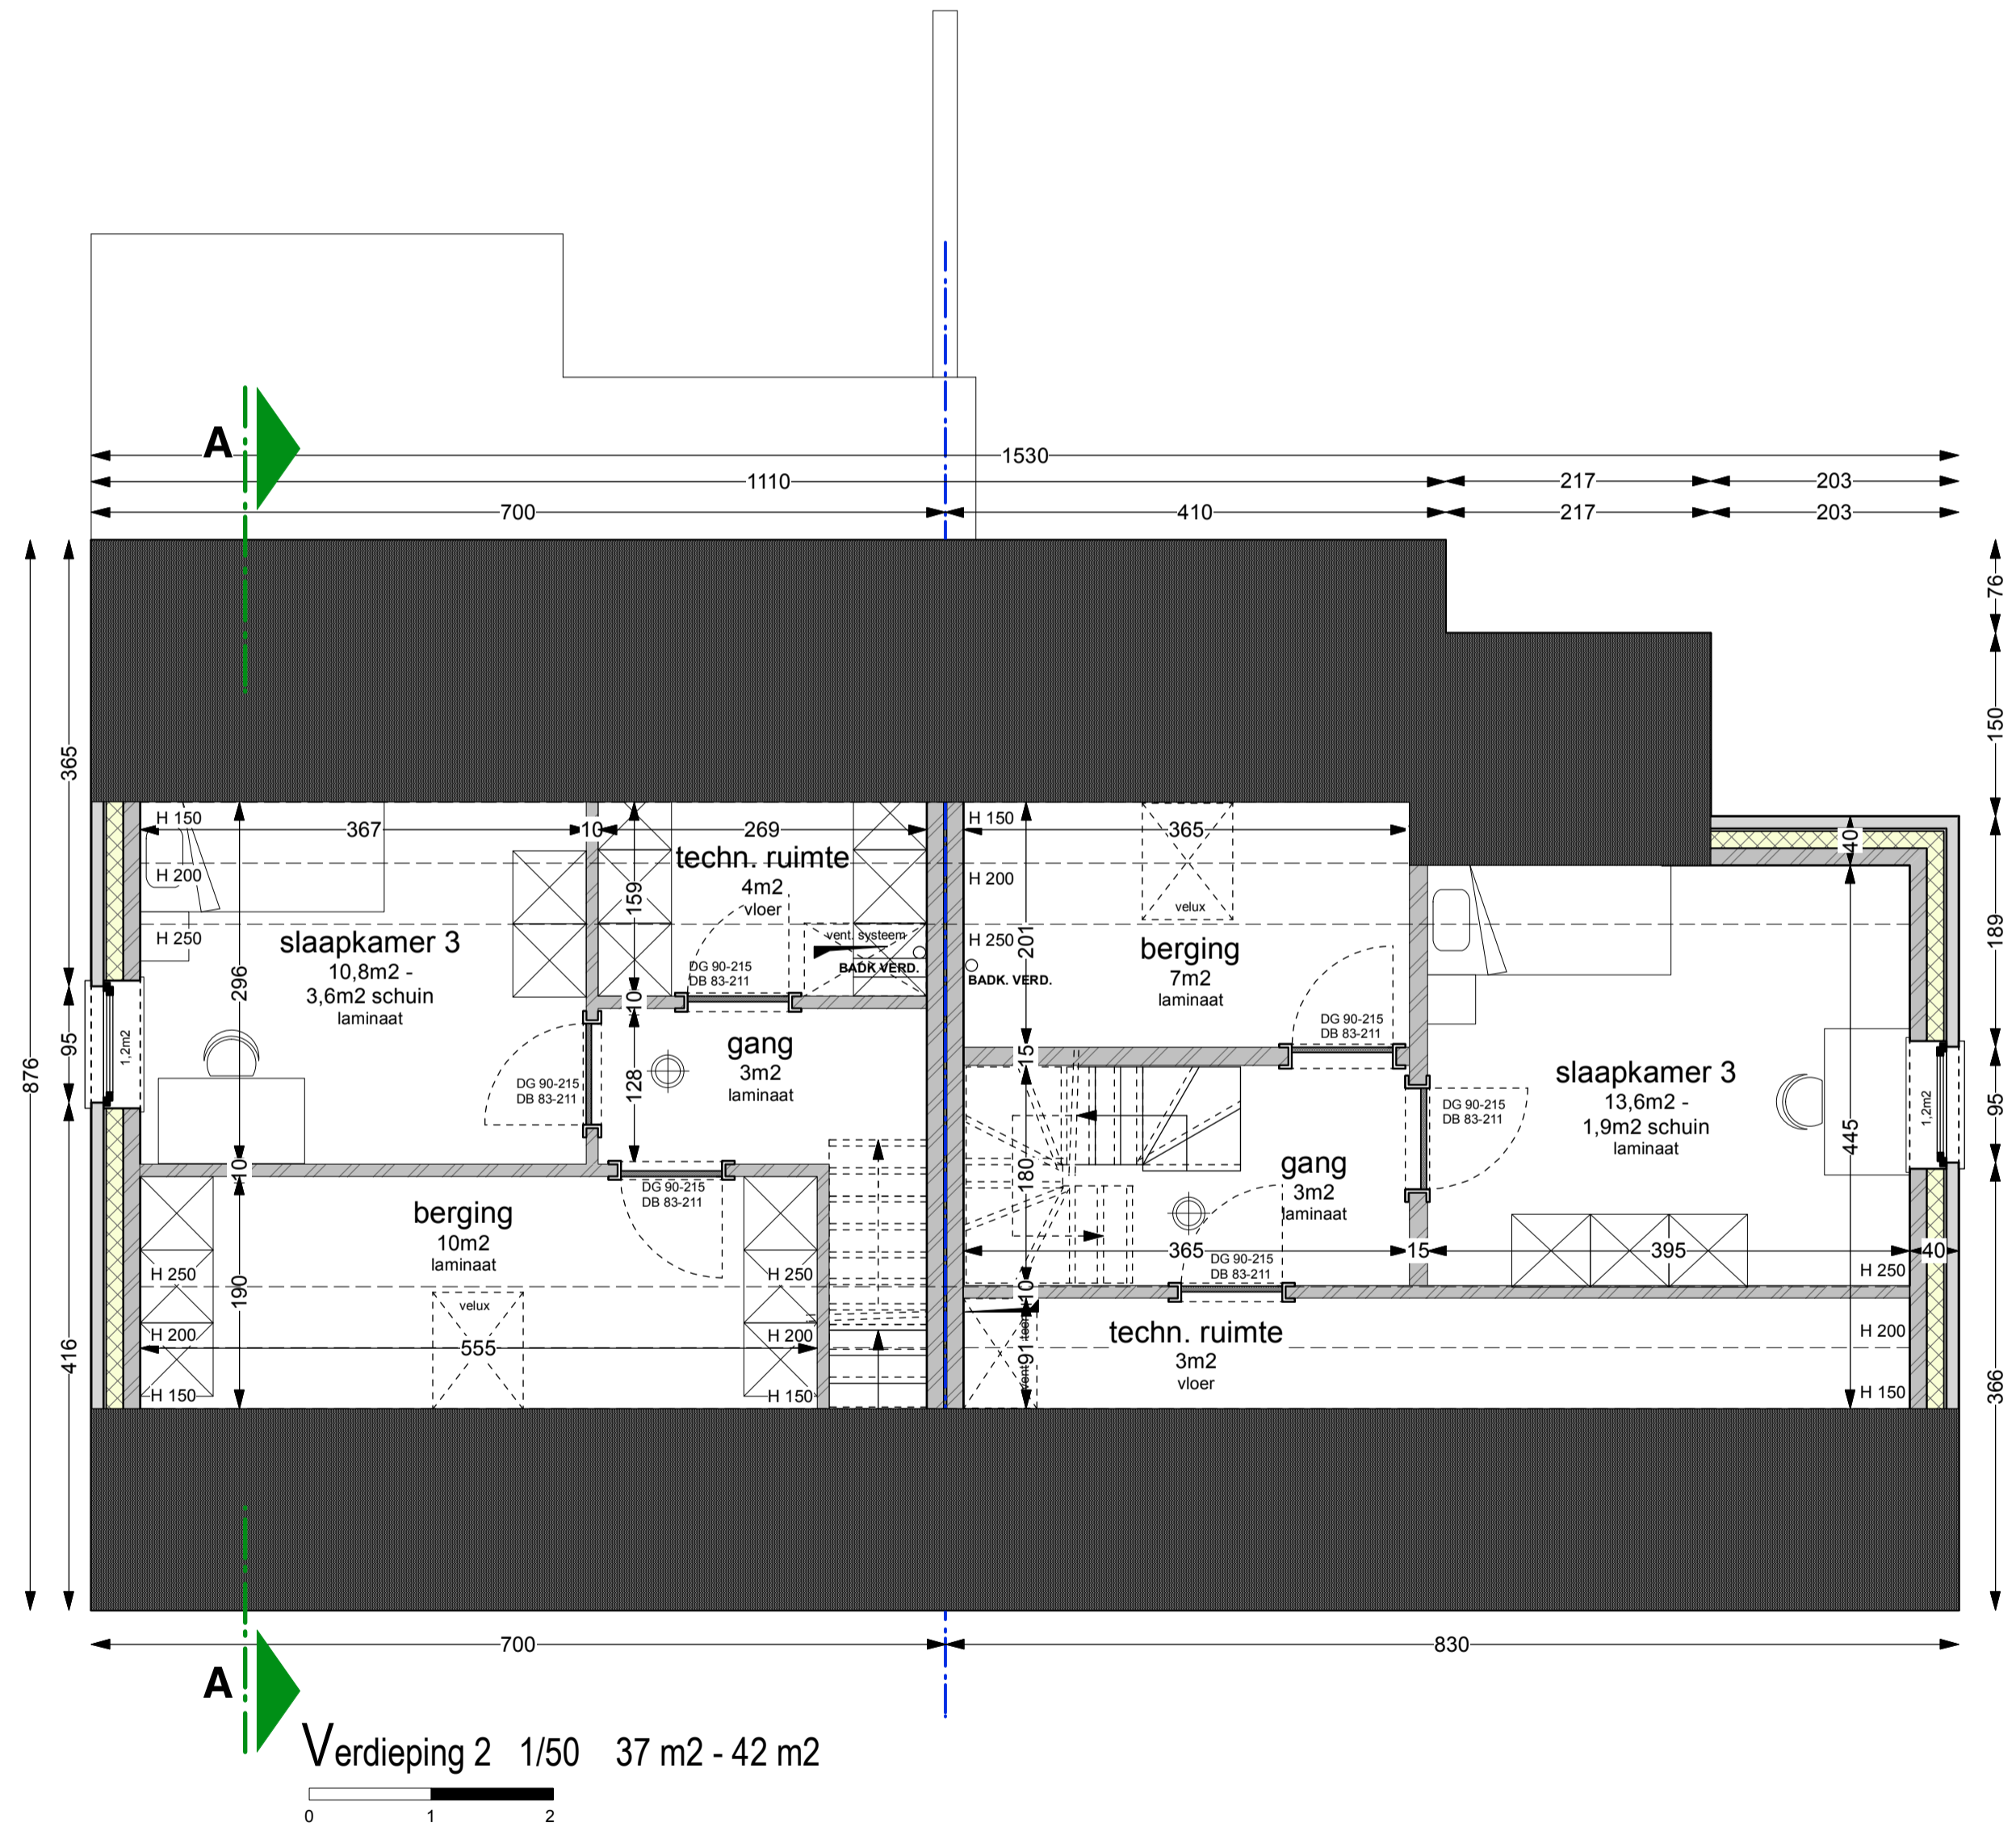 A
1530
1110
217
203
700
410
217
203
365
95
416
876
76
150
189
95
366
H 150
367
10
269
H 150
365
40
techn. ruimte
4m2
vloer
159
H 200
H 200
velux
H 250
slaapkamer 3
10,8m2 -
3,6m2 schuin
laminaat
296
vent. systeem
BADK VERD.
DG 90-215
DB 83-211
10
H 250
201
BADK. VERD.
berging
7m2
laminaat
DG 90-215
DB 83-211
1,2m2
gang
3m2
laminaat
128
DG 90-215
DB 83-211
15
slaapkamer 3
13,6m2 -
1,9m2 schuin
laminaat
DG 90-215
DB 83-211
1,2m2
445
10
DG 90-215
DB 83-211
180
gang
3m2
laminaat
berging
10m2
laminaat
190
H 250
H 250
velux
365
15
395
40
DG 90-215
DB 83-211
H 250
10
H 200
555
H 200
techn. ruimte
3m2
vloer
91
H 200
H 150
H 150
H 150
700
830
A
Verdieping 2 1/50 37 m2 - 42 m2
0 1 2